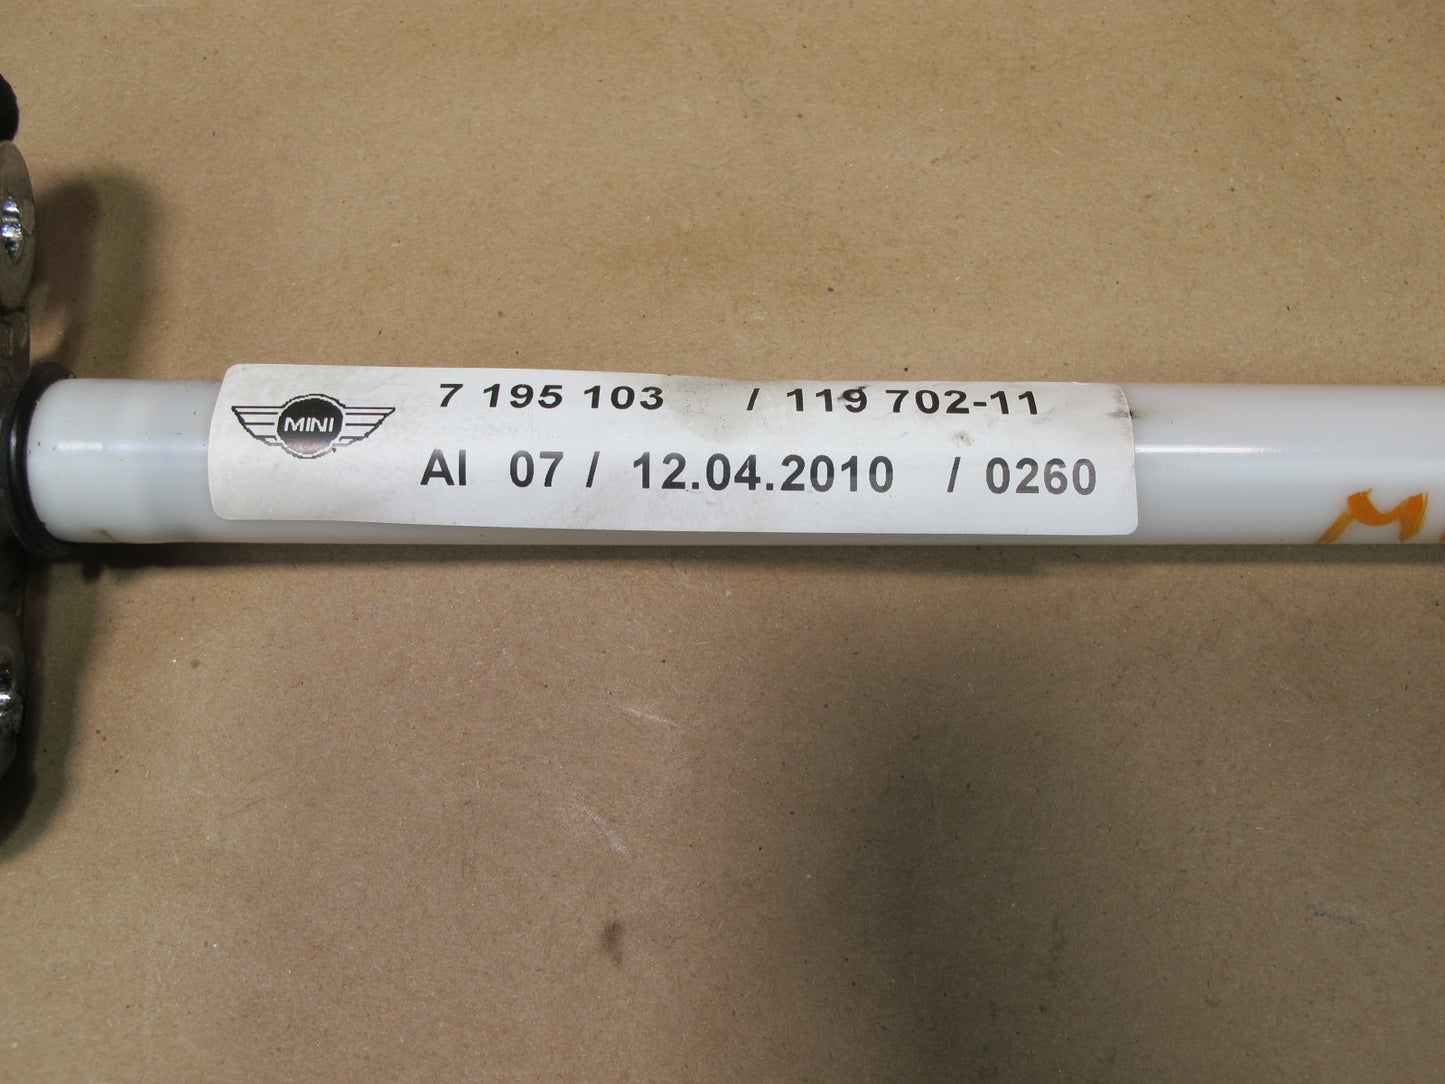 MINI
7 195 103 / 119 702-11
AI 07 / 12.04.2010 / 0260